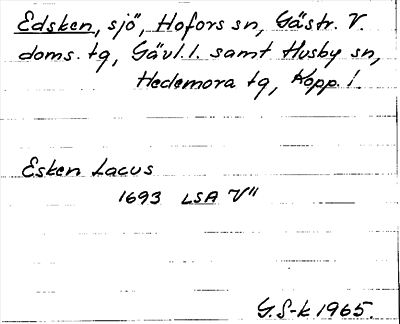 Edsken, sjö, Hofors sn, Gästr. V.
doms. tg, Gävl. l. samt Husby sn,
Hedemora tg, Kopp. l.
Esken Lacus
1693 LSA V"
G.S-k 1965.